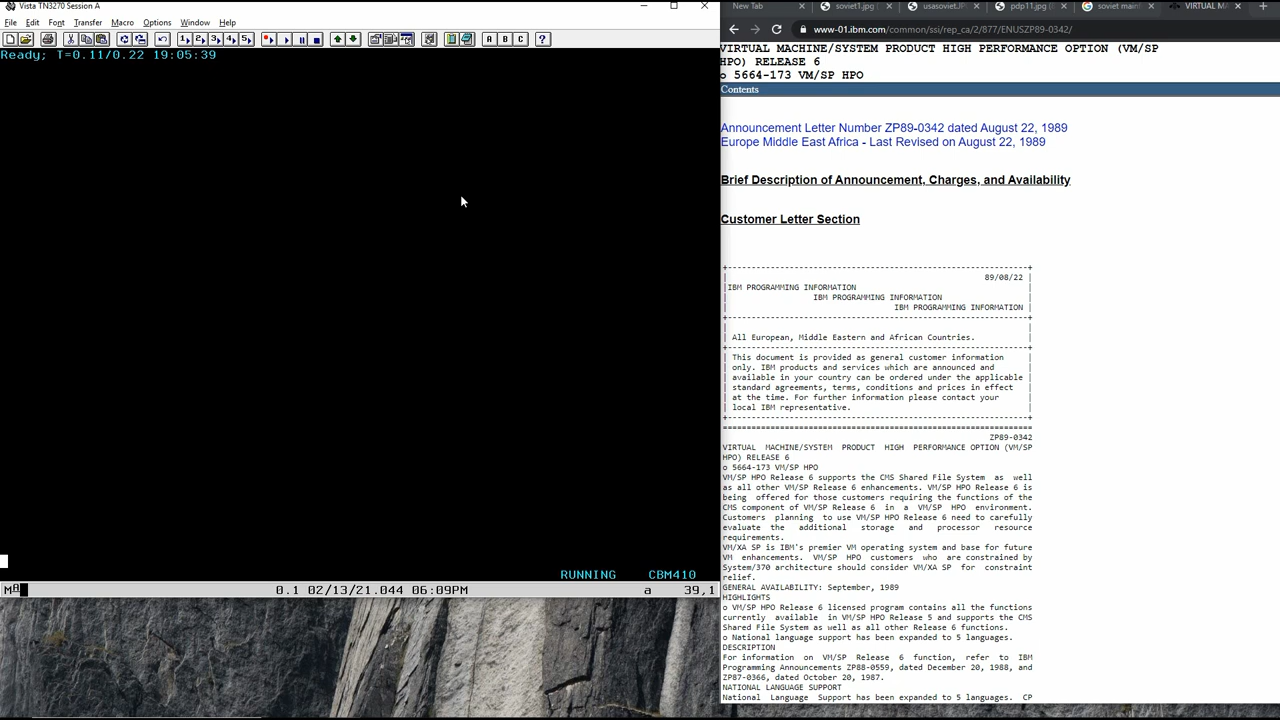 Vista TN3270 Session A
File Edit Font Transfer Macro Options Window Help
A B C
Ready; T=0.11/0.22 19:05:39
RUNNING CBM410
0.1 02/13/21.044 06:09PM a 39,1
New Tab
soviet1.jpg
usasoviet.JPG
pdp11.jpg
soviet mainf
VIRTUAL MA
www-01.ibm.com/common/ssi/rep_ca/2/877/ENUSZP89-0342/
VIRTUAL MACHINE/SYSTEM PRODUCT HIGH PERFORMANCE OPTION (VM/SP
HPO) RELEASE 6
o 5664-173 VM/SP HPO
Contents
Announcement Letter Number ZP89-0342 dated August 22, 1989
Europe Middle East Africa - Last Revised on August 22, 1989
Brief Description of Announcement, Charges, and Availability
Customer Letter Section
89/08/22
IBM PROGRAMMING INFORMATION
IBM PROGRAMMING INFORMATION
IBM PROGRAMMING INFORMATION
All European, Middle Eastern and African Countries.
This document is provided as general customer information
only. IBM products and services which are announced and
available in your country can be ordered under the applicable
standard agreements, terms, conditions and prices in effect
at the time. For further information please contact your
local IBM representative.
ZP89-0342
VIRTUAL MACHINE/SYSTEM PRODUCT HIGH PERFORMANCE OPTION (VM/SP
HPO) RELEASE 6
o 5664-173 VM/SP HPO
VM/SP HPO Release 6 supports the CMS Shared File System as well
as all other VM/SP Release 6 enhancements. VM/SP HPO Release 6 is
being offered for those customers requiring the functions of the
CMS component of VM/SP Release 6 in a VM/SP HPO environment.
Customers planning to use VM/SP HPO Release 6 need to carefully
evaluate the additional storage and processor resource
requirements.
VM/XA SP is IBM's premier VM operating system and base for future
VM enhancements. VM/SP HPO customers who are constrained by
System/370 architecture should consider VM/XA SP for constraint
relief.
GENERAL AVAILABILITY: September, 1989
HIGHLIGHTS
o VM/SP HPO Release 6 licensed program contains all the functions
currently available in VM/SP HPO Release 5 and supports the CMS
Shared File System as well as all other Release 6 functions.
o National language support has been expanded to 5 languages.
DESCRIPTION
For information on VM/SP Release 6 function, refer to IBM
Programming Announcements ZP88-0559, dated December 20, 1988, and
ZP87-0366, dated October 20, 1987.
NATIONAL LANGUAGE SUPPORT
National Language Support has been expanded to 5 languages. CP